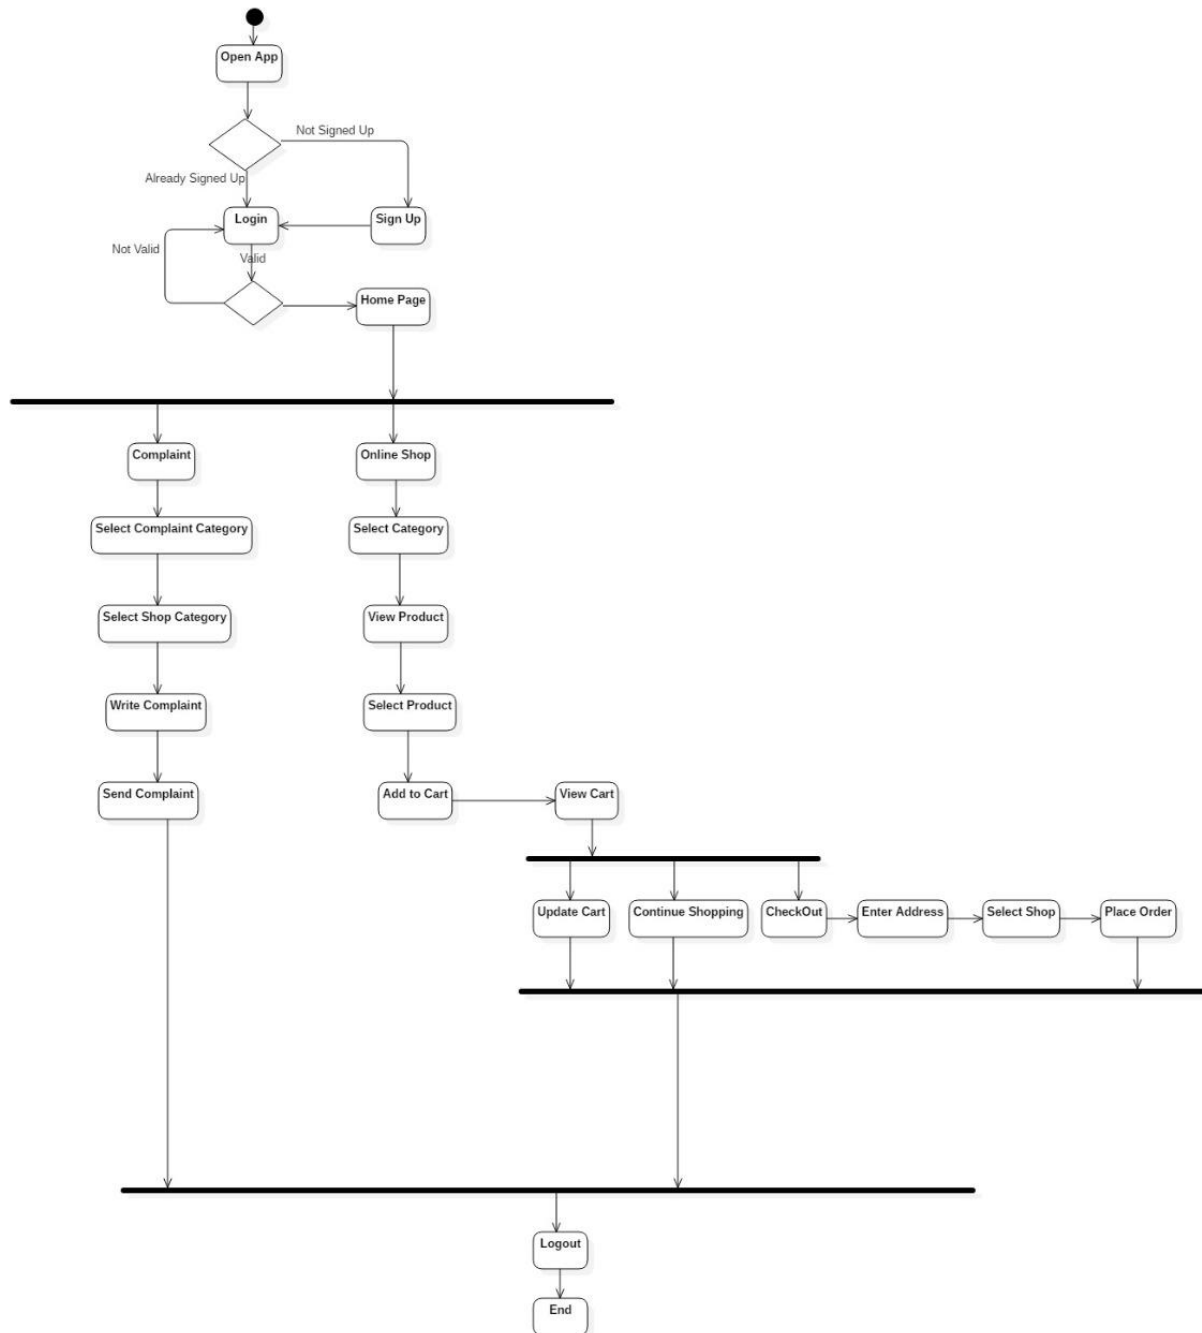 Open App
Not Signed Up
Already Signed Up
Login
Sign Up
Not Valid
Valid
Home Page
Complaint
Online Shop
Select Complaint Category
Select Category
Select Shop Category
View Product
Write Complaint
Select Product
Send Complaint
Add to Cart
View Cart
Update Cart
Continue Shopping
CheckOut
Enter Address
Select Shop
Place Order
Logout
End